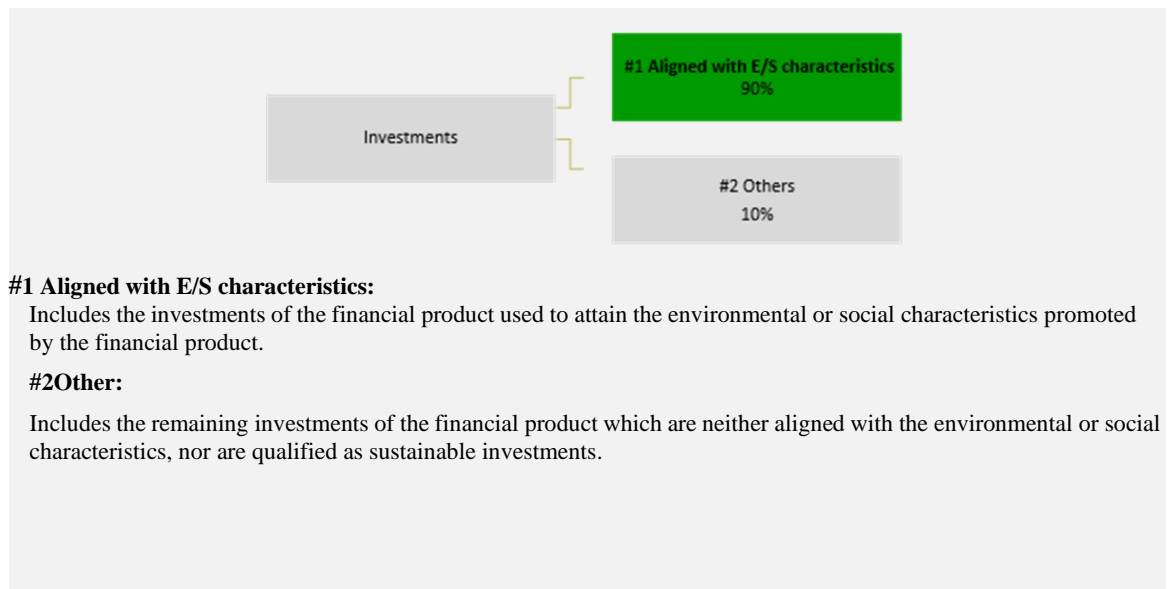 #1 Aligned with E/S characteristics
90%
Investments
#2 Others
10%
#1 Aligned with E/S characteristics:
Includes the investments of the financial product used to attain the environmental or social characteristics promoted
by the financial product.
#2Other:
Includes the remaining investments of the financial product which are neither aligned with the environmental or social
characteristics, nor are qualified as sustainable investments.